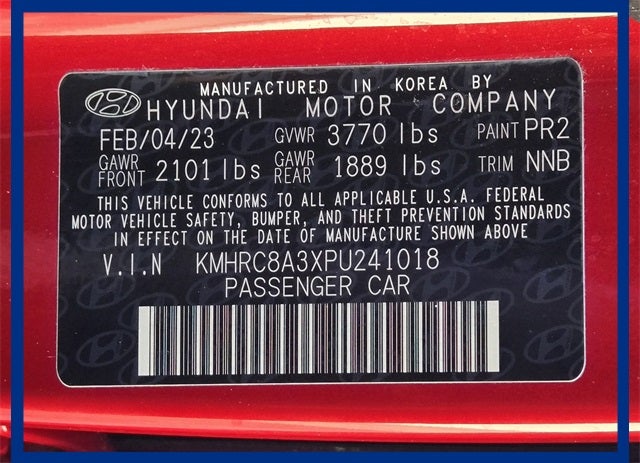 MANUFACTURED IN KOREA BY
HYUNDAI MOTOR COMPANY
FEB/04/23 GVWR 3770 lbs PAINT PR2
GAWR FRONT 2101 lbs GAWR REAR 1889 lbs TRIM NNB
THIS VEHICLE CONFORMS TO ALL APPLICABLE U.S.A. FEDERAL
MOTOR VEHICLE SAFETY, BUMPER, AND THEFT PREVENTION STANDARDS
IN EFFECT ON THE DATE OF MANUFACTURE SHOWN ABOVE
V.I.N KMHRC8A3XPU241018
PASSENGER CAR